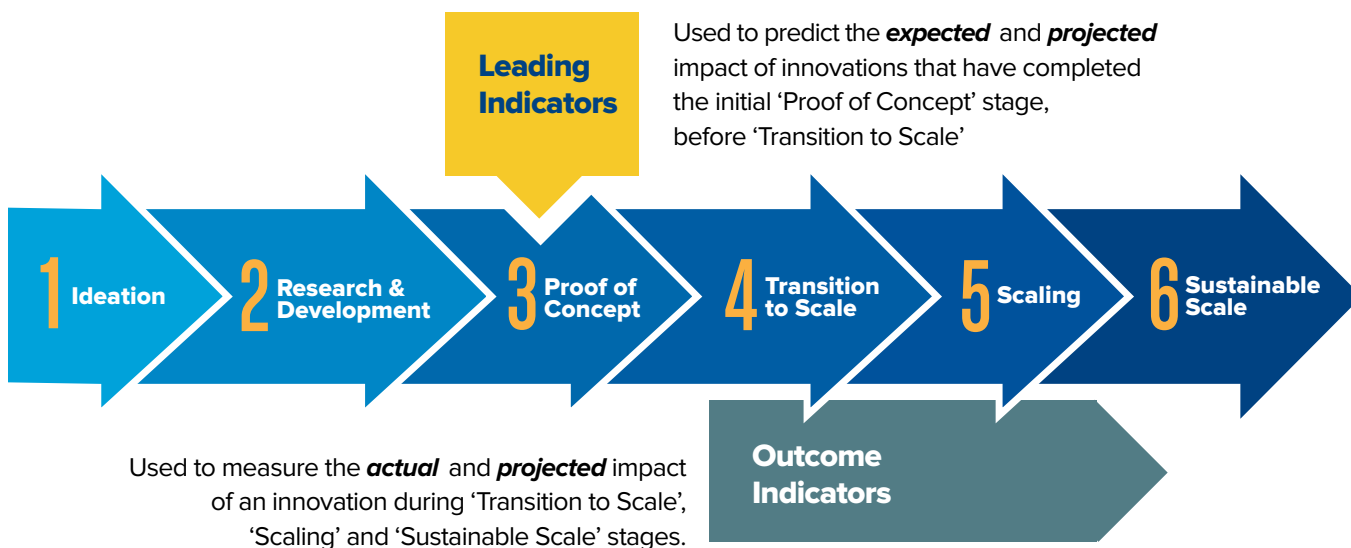 Leading
Indicators
Used to predict the expected and projected
impact of innovations that have completed
the initial ‘Proof of Concept’ stage,
before ‘Transition to Scale’
1 Ideation
2 Research &
Development
3 Proof of
Concept
4 Transition
to Scale
5 Scaling
6 Sustainable
Scale
Used to measure the actual and projected impact
of an innovation during ‘Transition to Scale’,
‘Scaling’ and ‘Sustainable Scale’ stages.
Outcome
Indicators